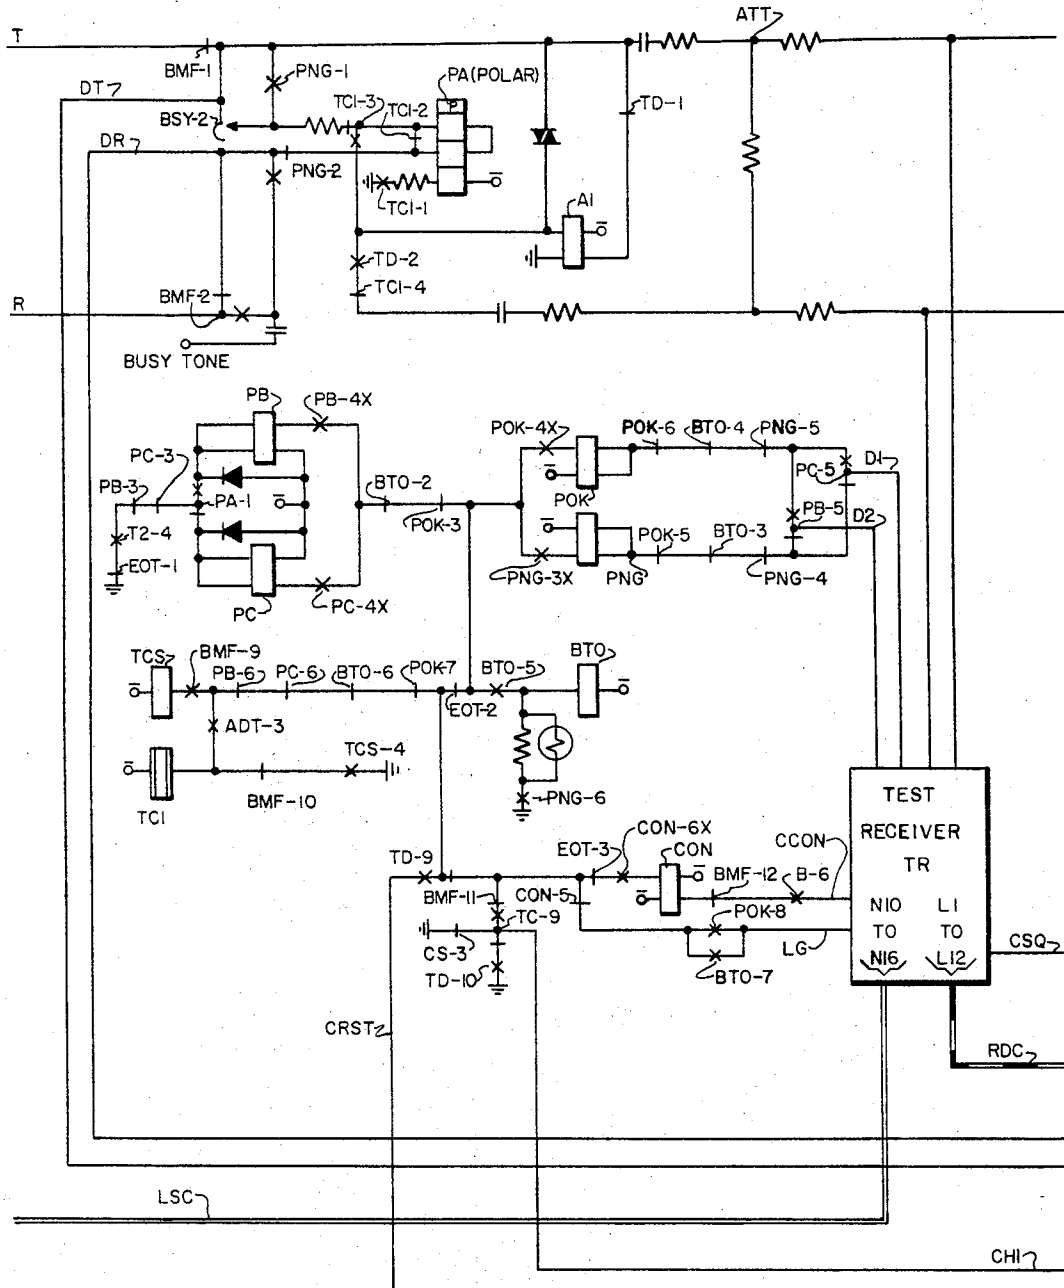 ATT
T
BMF-1
PNG-1
PA(POLAR)
P
TD-1
DT
TC1-3
TC1-2
BSY-2
DR
PNG-2
TC1-1
A1
TD-2
TC1-4
BMF-2
R
BUSY TONE
PB
PB-4X
POK-4X
POK-6
BTO-4
PNG-5
PC-3
PC-5
D1
PB-3
PA-1
BTO-2
POK
T2-4
POK-3
PB-5
D2
POK-5
BTO-3
EOT-1
PNG-3X
PNG
PNG-4
PC
PC-4X
TCS
BMF-9
PB-6
PC-6
BTO-6
POK-7
BTO-5
BTO
EOT-2
ADT-3
TCS-4
TC1
BMF-10
PNG-6
TEST
RECEIVER
TR
N10
TO
N16
L1
TO
L12
TD-9
EOT-3
CON-6X
CON
CCON
BMF-12
B-6
BMF-11
CON-5
TC-9
POK-8
CS-3
LG
CSQ
TD-10
BTO-7
CRST
RDC
LSC
CHI